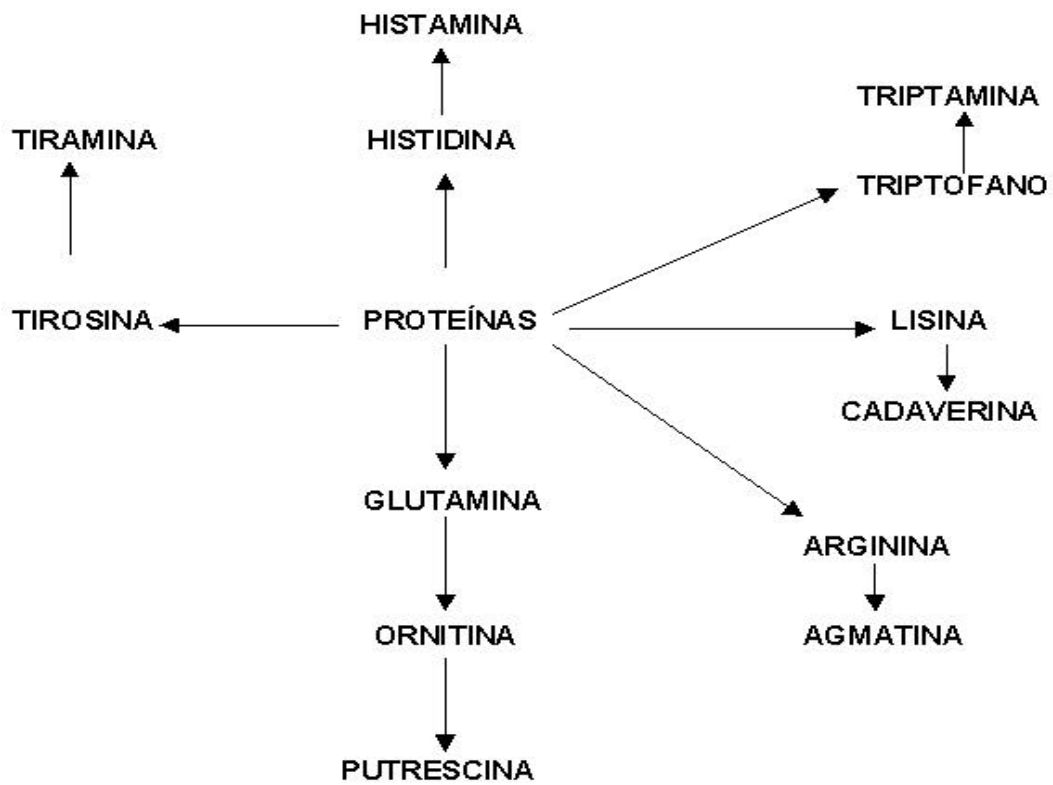 HISTAMINA
TRIPTAMINA
TIRAMINA
HISTIDINA
TRIPTOFANO
TIROSINA
PROTEÍNAS
LISINA
CADAVERINA
GLUTAMINA
ARGININA
ORNITINA
AGMATINA
PUTRESCINA